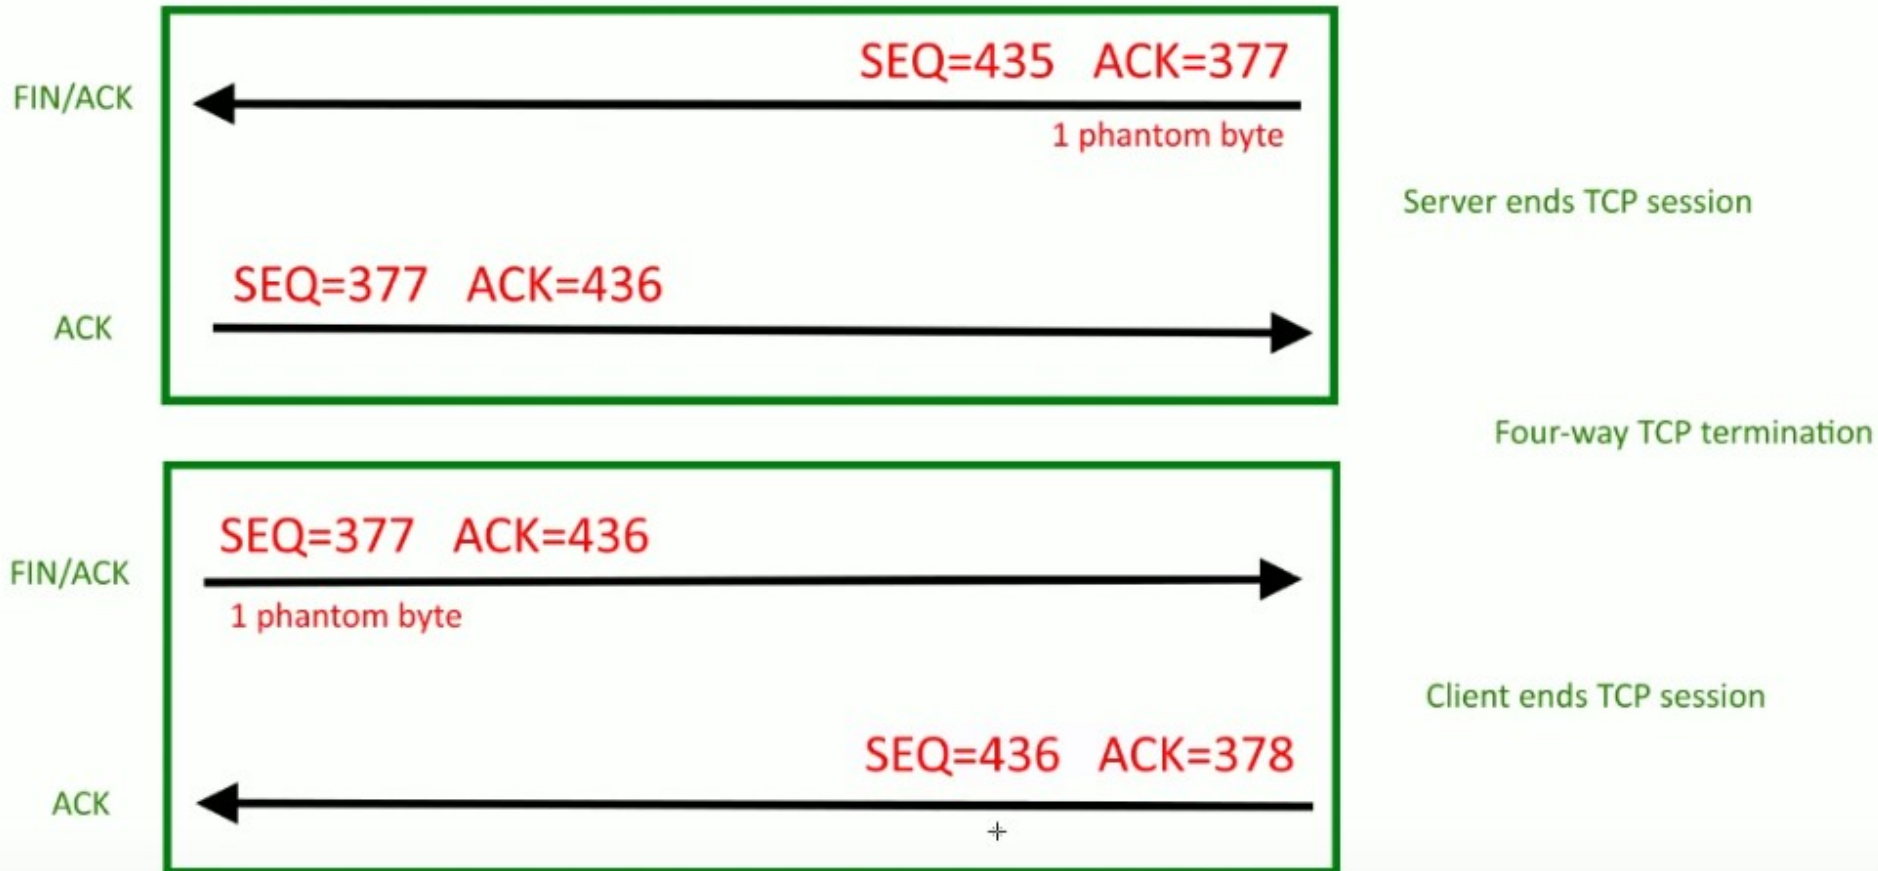 SEQ=435 ACK=377
FIN/ACK
1 phantom byte
Server ends TCP session
SEQ=377 ACK=436
ACK
Four-way TCP termination
SEQ=377 ACK=436
FIN/ACK
1 phantom byte
Client ends TCP session
SEQ=436 ACK=378
ACK